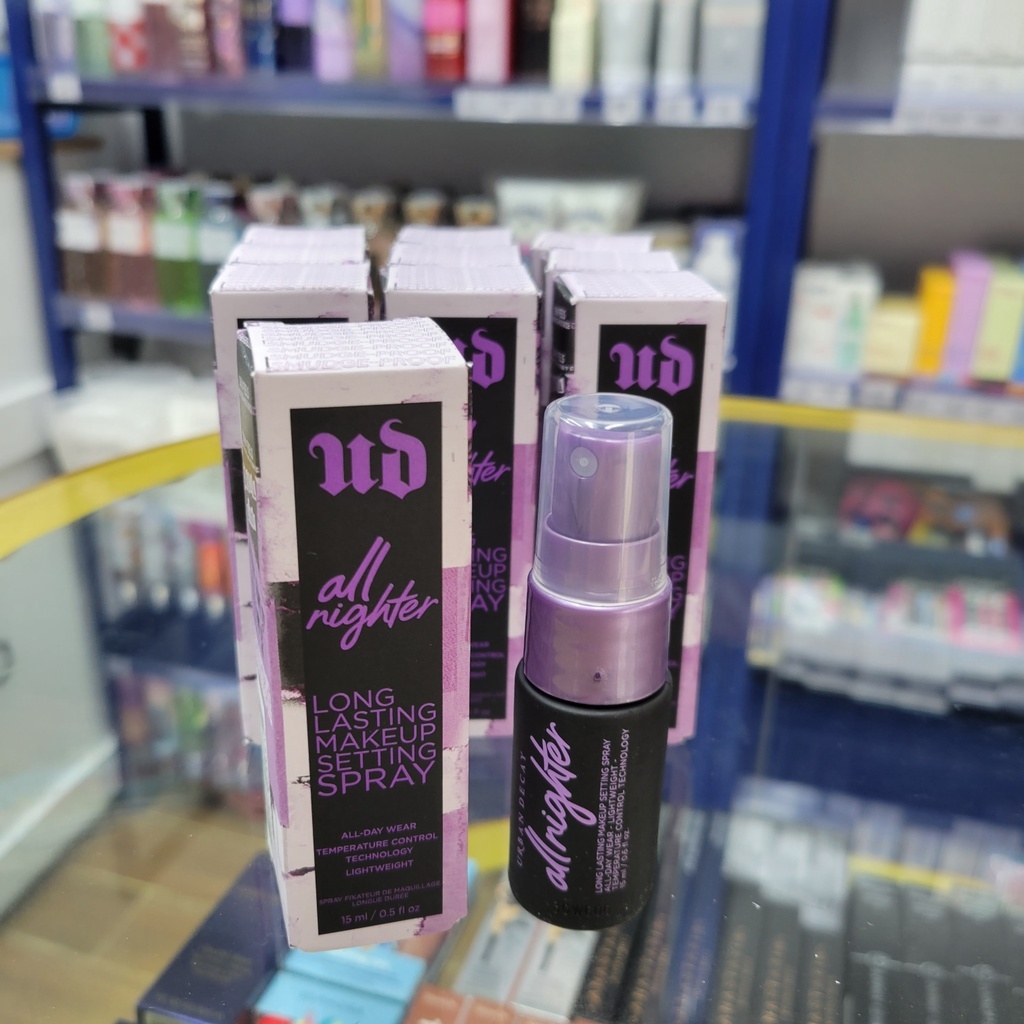 ud
all
nighter
LONG
LASTING
MAKEUP
SETTING
SPRAY
ALL-DAY WEAR
TEMPERATURE CONTROL
TECHNOLOGY
LIGHTWEIGHT
SPRAY FIXATEUR DE MAQUILLAGE
LONGUE DURÉE
15 ml / 0.5 fl oz
ud
ud
URBAN DECAY
all nighter
LONG LASTING MAKEUP SETTING SPRAY
ALL-DAY WEAR · LIGHTWEIGHT ·
TEMPERATURE CONTROL TECHNOLOGY